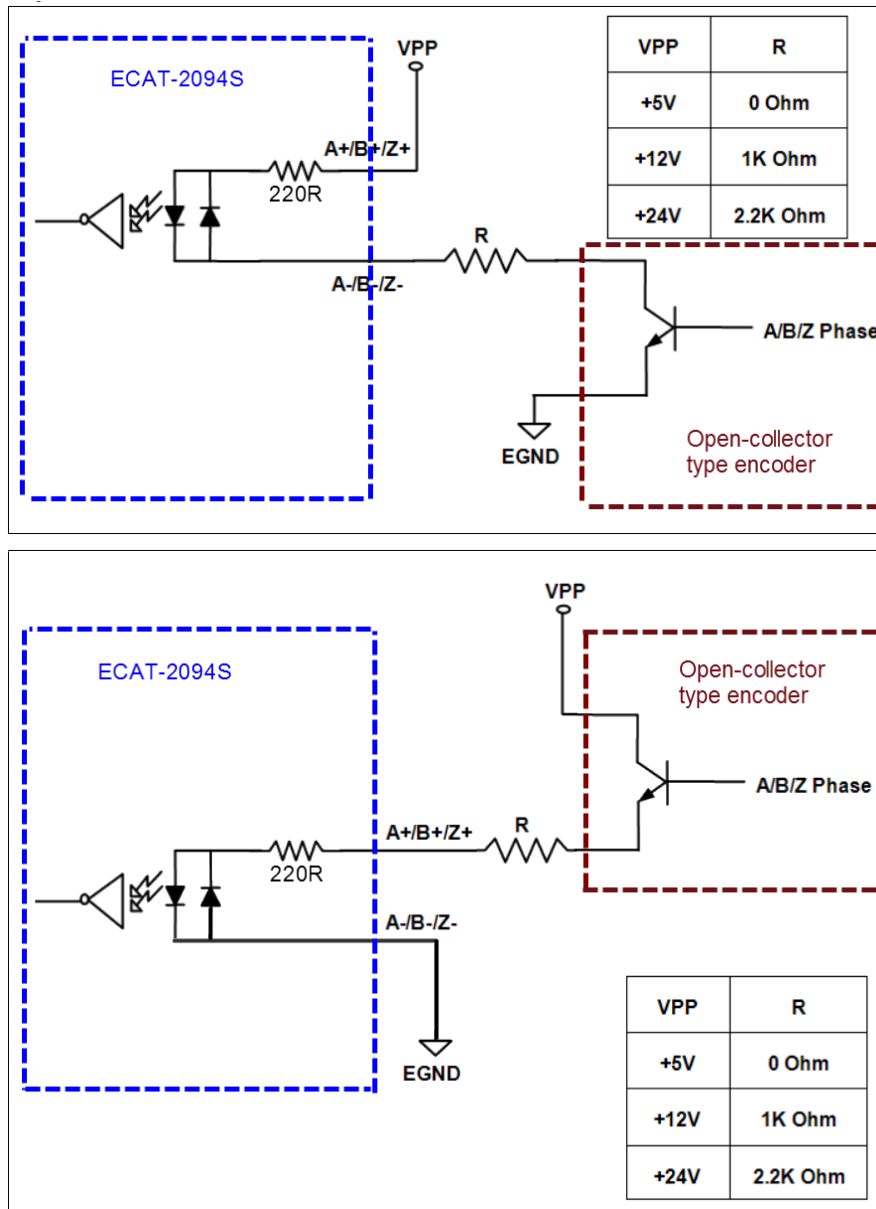 VPP
ECAT-2094S
A+/B+/Z+
220R
R
A-/B-/Z-
A/B/Z Phase
EGND
Open-collector
type encoder
VPP R
+5V 0 Ohm
+12V 1K Ohm
+24V 2.2K Ohm
VPP
ECAT-2094S
Open-collector
type encoder
A/B/Z Phase
A+/B+/Z+
R
220R
A-/B-/Z-
EGND
VPP R
+5V 0 Ohm
+12V 1K Ohm
+24V 2.2K Ohm